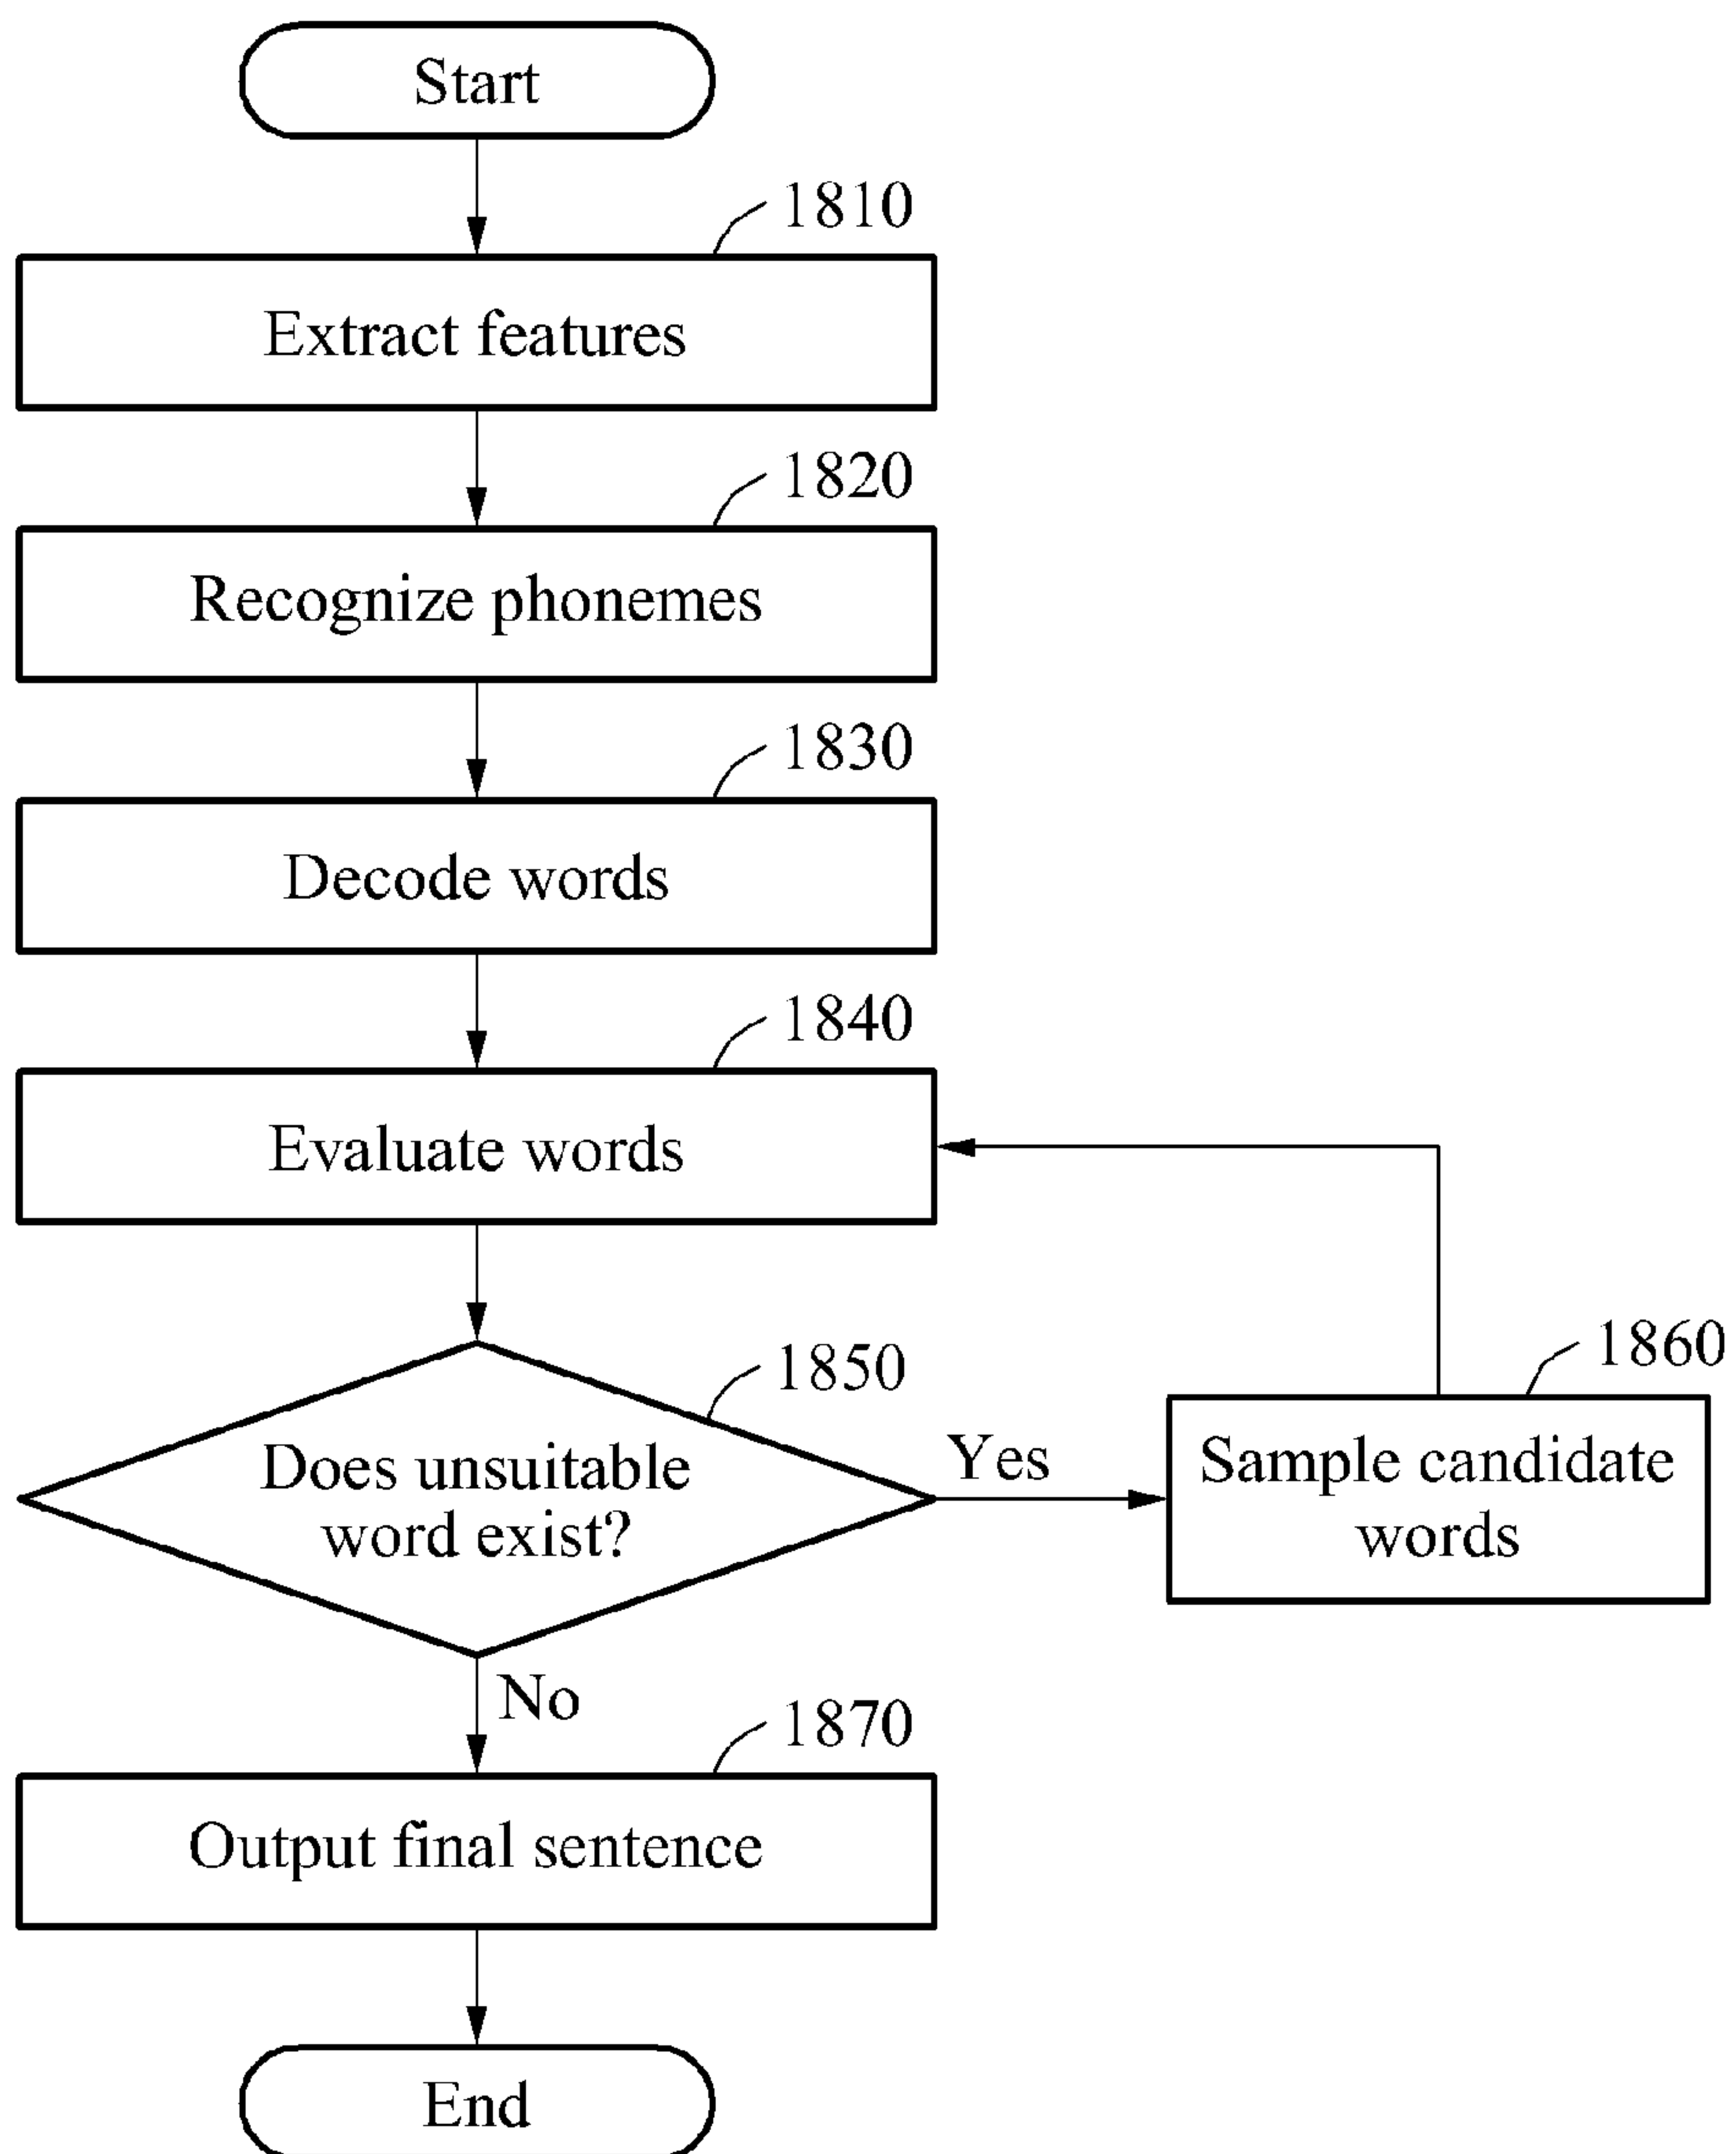 Start
1810
Extract features
1820
Recognize phonemes
1830
Decode words
1840
Evaluate words
1850
Does unsuitable
word exist?
Yes
1860
Sample candidate
words
No
1870
Output final sentence
End